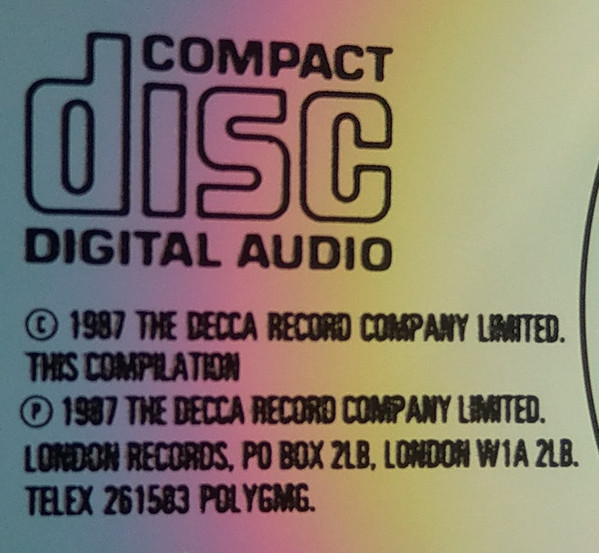 COMPACT
disc
DIGITAL AUDIO
© 1987 THE DECCA RECORD COMPANY LIMITED.
THIS COMPILATION
Ⓟ 1987 THE DECCA RECORD COMPANY LIMITED.
LONDON RECORDS, PO BOX 2LB, LONDON W1A 2LB.
TELEX 261583 POLYGMG.